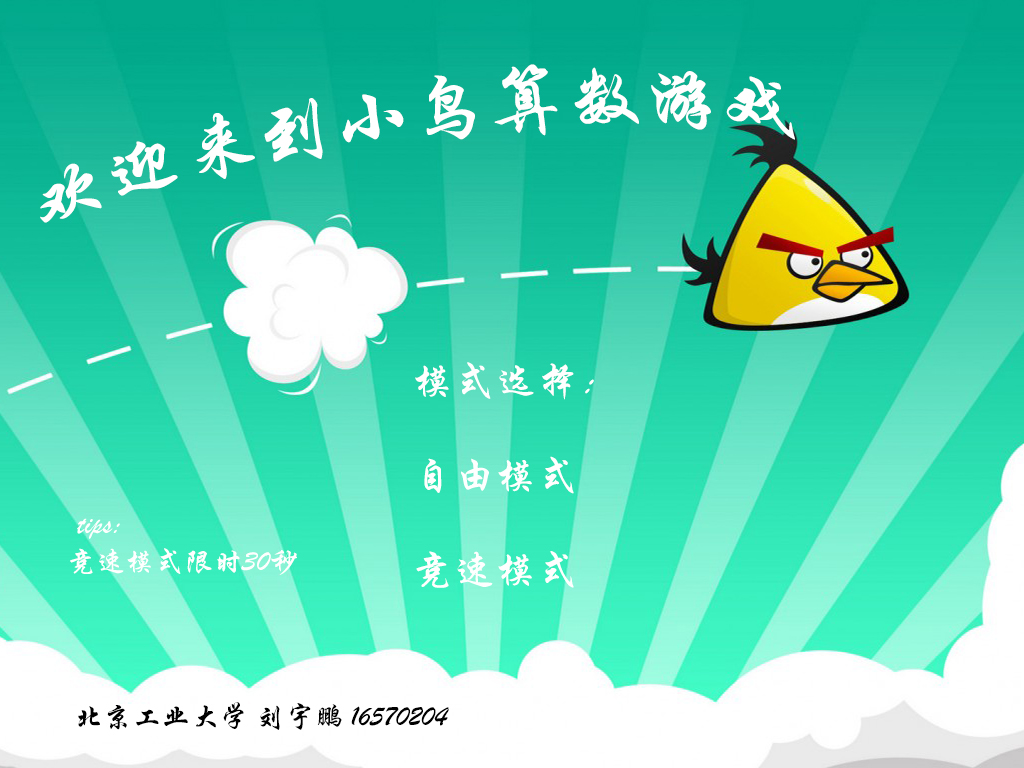 欢迎来到小鸟算数游戏
模式选择：
自由模式
竞速模式
tips:
竞速模式限时30秒
北京工业大学 刘宇鹏 16570204